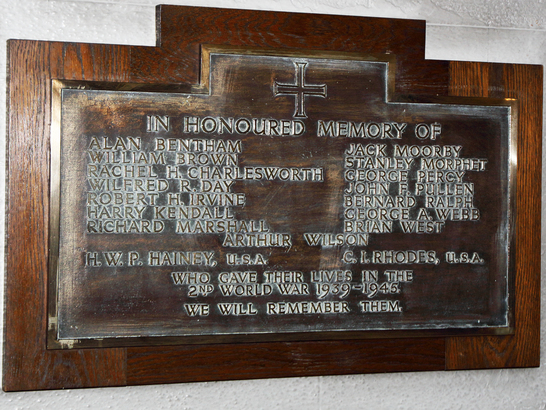 IN HONOURED MEMORY OF
ALAN BENTHAM
WILLIAM BROWN
RACHEL H. CHARLESWORTH
WILFRED R. DAY
ROBERT H. IRVINE
HARRY KENDALL
RICHARD MARSHALL
JACK MOORBY
STANLEY MORPHET
GEORGE PERCY
JOHN F. PULLEN
BERNARD RALPH
GEORGE A. WEBB
BRIAN WEST
ARTHUR WILSON
H. W. P. HAINEY, U.S.A. C. I. RHODES, U.S.A.
WHO GAVE THEIR LIVES IN THE
2ND WORLD WAR 1939-1945.
WE WILL REMEMBER THEM.